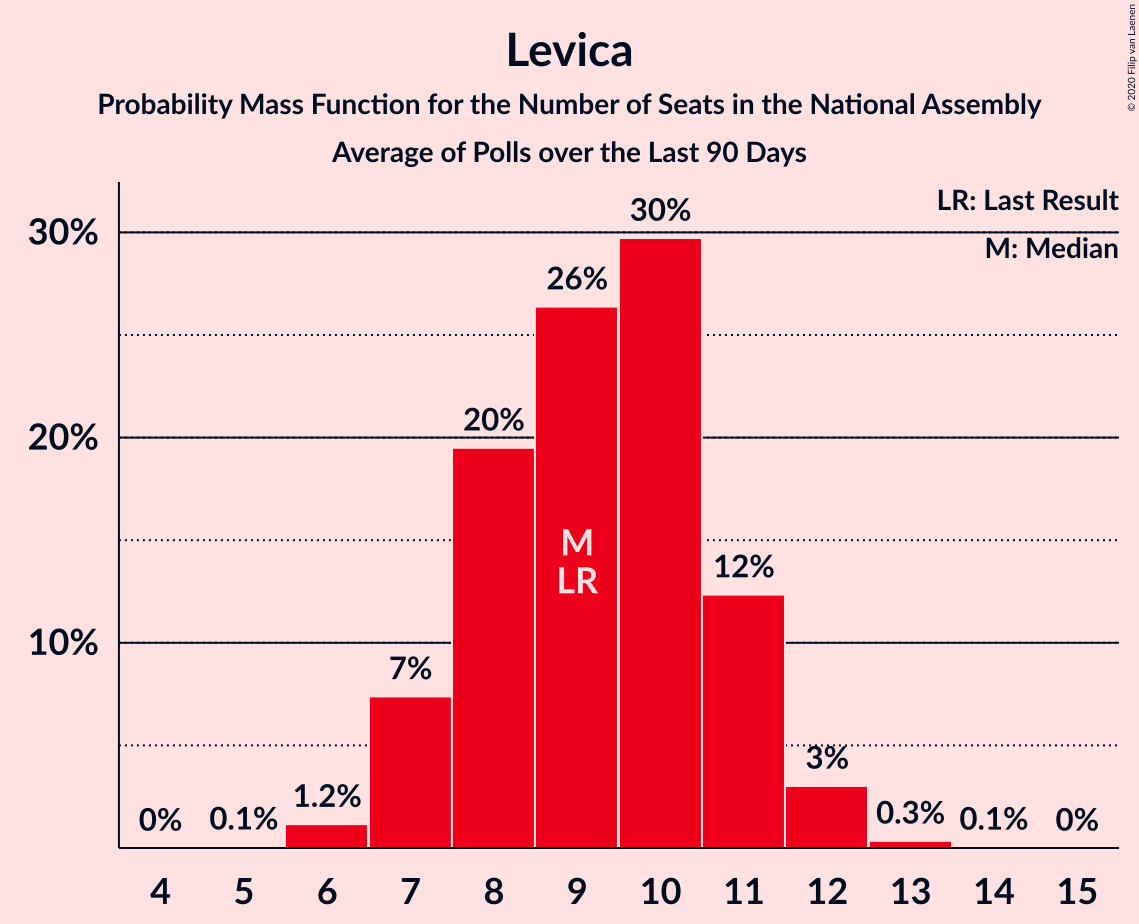 Levica
Probability Mass Function for the Number of Seats in the National Assembly
Average of Polls over the Last 90 Days
© 2020 Filip van Laenen
LR: Last Result
M: Median
30%
20%
10%
0%
0.1%
1.2%
7%
20%
26%
30%
12%
3%
0.3%
0.1%
0%
M
LR
4 5 6 7 8 9 10 11 12 13 14 15